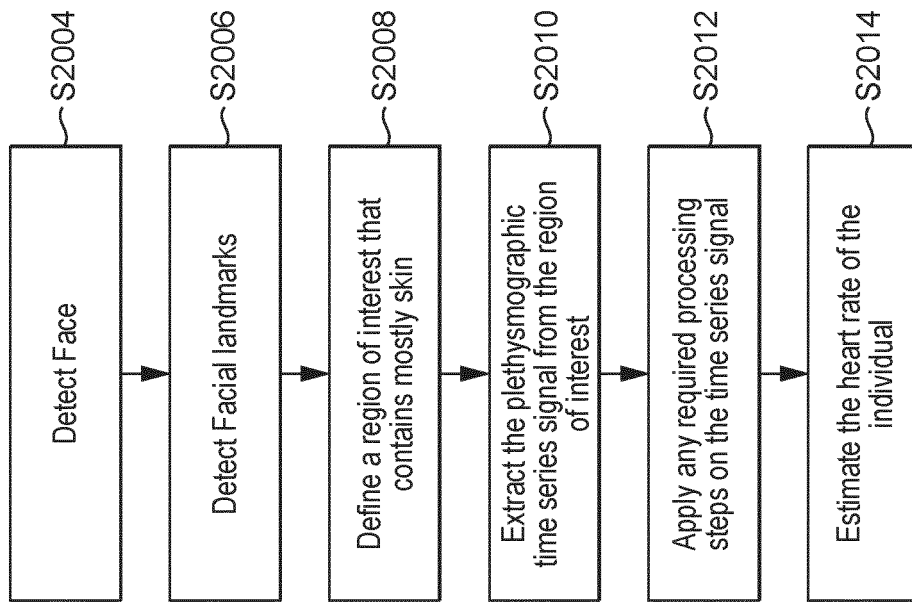 Detect Face
S2004
Detect Facial landmarks
S2006
Define a region of interest that
contains mostly skin
S2008
Extract the plethysmographic
time series signal from the region
of interest
S2010
Apply any required processing
steps on the time series signal
S2012
Estimate the heart rate of the
individual
S2014